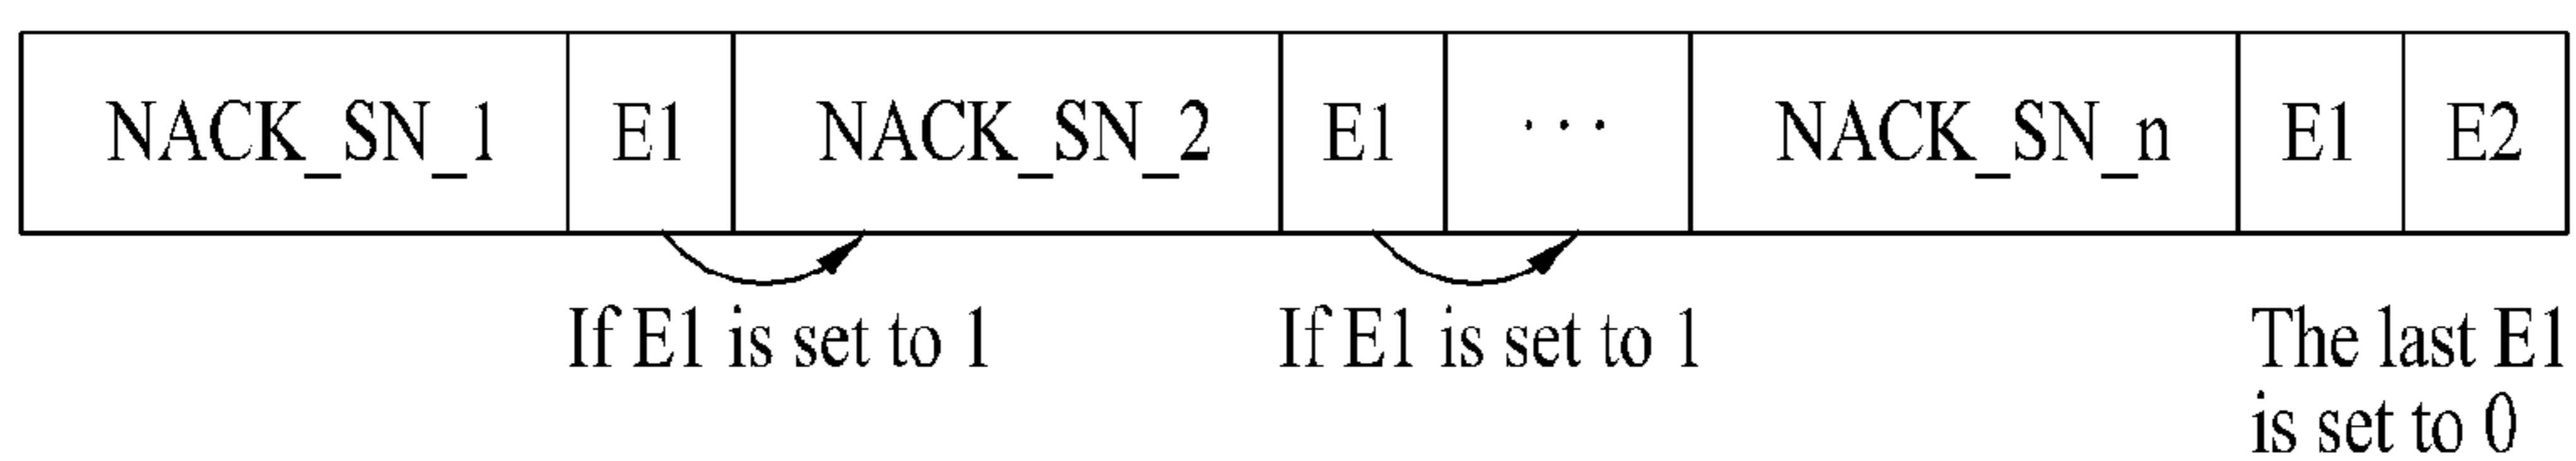 NACK_SN_1 E1 NACK_SN_2 E1 ··· NACK_SN_n E1 E2
If E1 is set to 1 If E1 is set to 1 The last E1
is set to 0